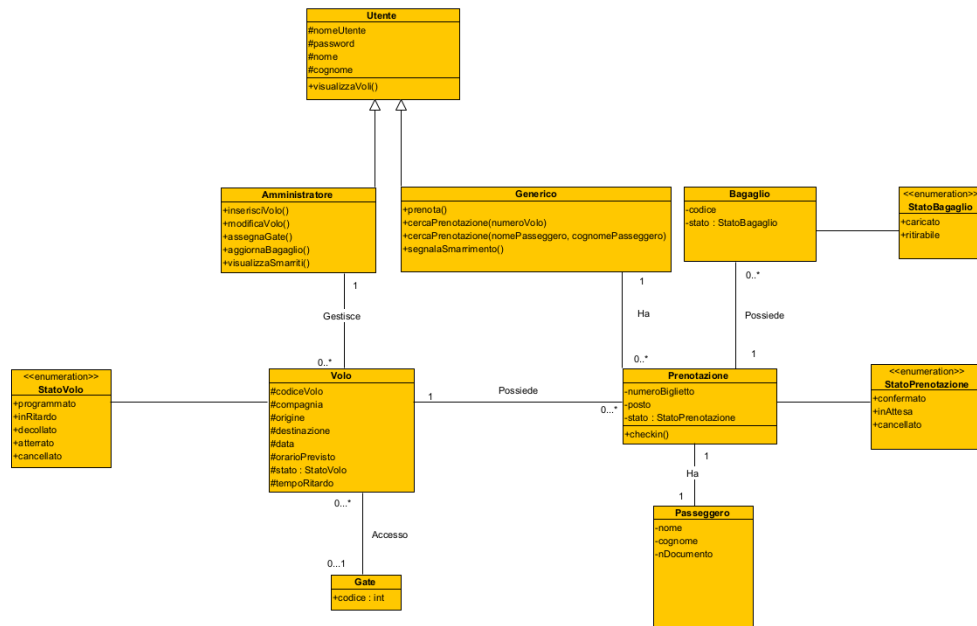 Utente
#nomeUtente
#password
#nome
#cognome
+visualizzaVoli()
Amministratore
+inserisciVolo()
+modificaVolo()
+assegnaGate()
+aggiornaBagaglio()
+visualizzaSmarriti()
Generico
+prenota()
+cercaPrenotazione(numeroVolo)
+cercaPrenotazione(nomePasseggero, cognomePasseggero)
+segnalaSmarrimento()
Bagaglio
-codice
-stato : StatoBagaglio
<<enumeration>>
StatoBagaglio
+caricato
+ritirabile
1
Gestisce
0..*
1
Ha
0..*
0..*
Possiede
1
<<enumeration>>
StatoVolo
+programmato
+inRitardo
+decollato
+atterrato
+cancellato
Volo
#codiceVolo
#compagnia
#origine
#destinazione
#data
#orarioPrevisto
#stato : StatoVolo
#tempoRitardo
1
Possiede
0...*
Prenotazione
-numeroBiglietto
-posto
-stato : StatoPrenotazione
+checkin()
<<enumeration>>
StatoPrenotazione
+confermato
+inAttesa
+cancellato
1
Ha
1
Passeggero
-nome
-cognome
-nDocumento
0...*
Accesso
0...1
Gate
+codice : int